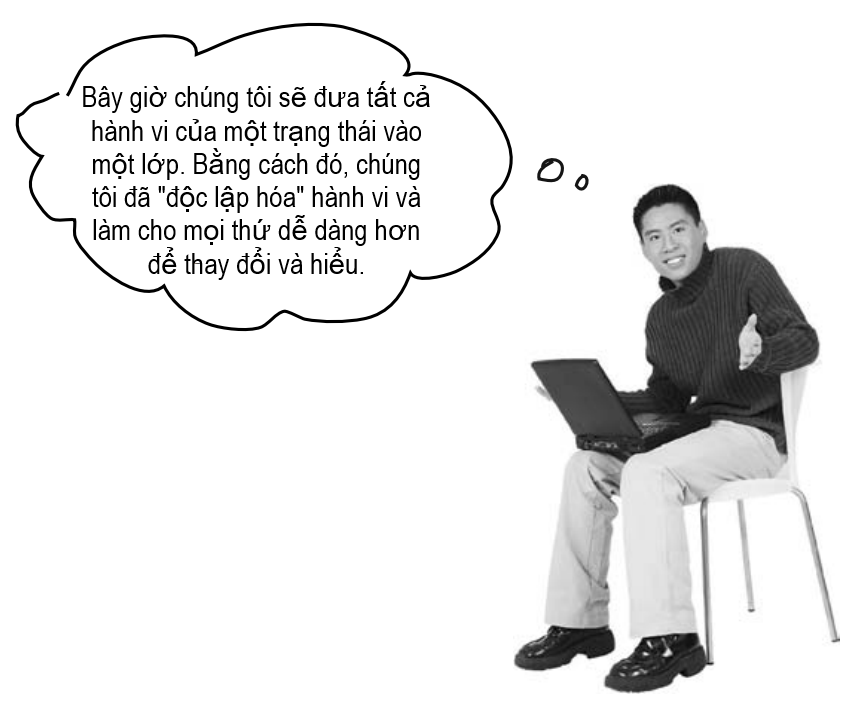 Bây giờ chúng tôi sẽ đưa tất cả
hành vi của một trạng thái vào
một lớp. Bằng cách đó, chúng
tôi đã "độc lập hóa" hành vi và
làm cho mọi thứ dễ dàng hơn
để thay đổi và hiểu.